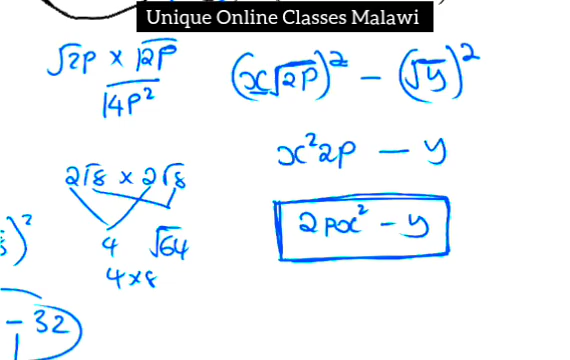 Unique Online Classes Malawi
√2p × √2p
√4p²
(x√2p)² − (√y)²
x²2p − y
2px² − y
2√8 × 2√8
4 √64
4×8
)²
− 32